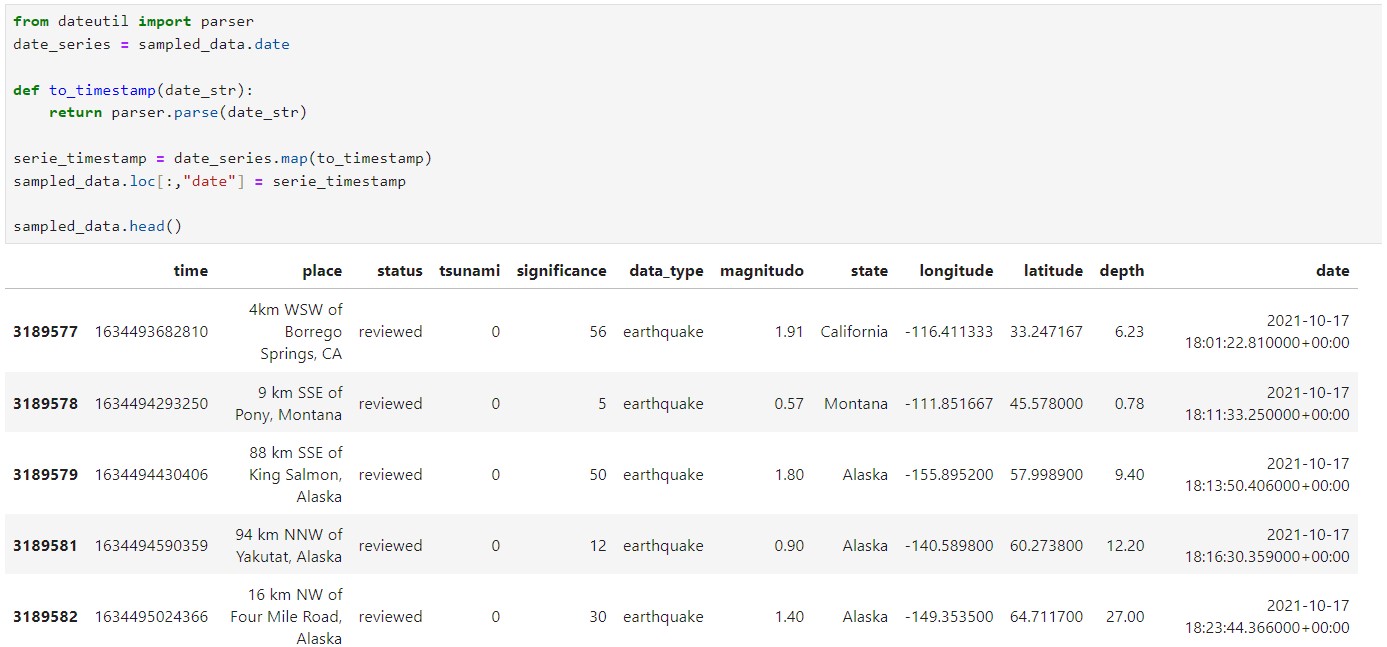 from dateutil import parser
date_series = sampled_data.date
def to_timestamp(date_str):
    return parser.parse(date_str)
serie_timestamp = date_series.map(to_timestamp)
sampled_data.loc[:,"date"] = serie_timestamp
sampled_data.head()
time place status tsunami significance data_type magnitudo state longitude latitude depth date
4km WSW of
2021-10-17
3189577 1634493682810 Borrego reviewed 0 56 earthquake 1.91 California -116.411333 33.247167 6.23
18:01:22.810000+00:00
Springs, CA
9 km SSE of
2021-10-17
3189578 1634494293250 reviewed 0 5 earthquake 0.57 Montana -111.851667 45.578000 0.78
Pony, Montana
18:11:33.250000+00:00
88 km SSE of
2021-10-17
3189579 1634494430406 King Salmon, reviewed 0 50 earthquake 1.80 Alaska -155.895200 57.998900 9.40
18:13:50.406000+00:00
Alaska
94 km NNW of
2021-10-17
3189581 1634494590359 reviewed 0 12 earthquake 0.90 Alaska -140.589800 60.273800 12.20
Yakutat, Alaska
18:16:30.359000+00:00
16 km NW of
2021-10-17
3189582 1634495024366 Four Mile Road, reviewed 0 30 earthquake 1.40 Alaska -149.353500 64.711700 27.00
18:23:44.366000+00:00
Alaska